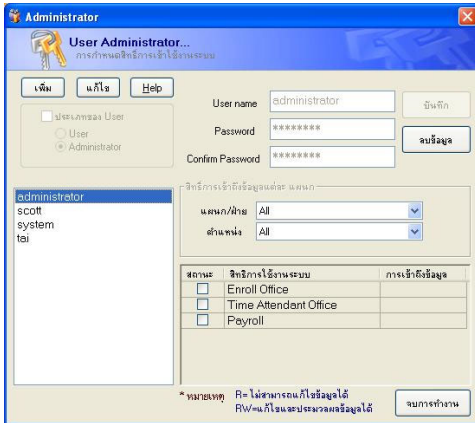 Administrator
User Administrator...
การกำหนดสิทธิ์การเข้าใช้งานระบบ
เพิ่ม แก้ไข Help
ประเภทของ User
User
Administrator
User name administrator
Password ********
Confirm Password ********
บันทึก
ลบข้อมูล
administrator
scott
system
tai
สิทธิ์การเข้าถึงข้อมูลแต่ละ แผนก
แผนก/ฝ่าย All
ตำแหน่ง All
สถานะ สิทธิการใช้งานระบบ การเข้าถึงข้อมูล
Enroll Office
Time Attendant Office
Payroll
* หมายเหตุ R= ไม่สามารถแก้ไขข้อมูลได้
RW=แก้ไขและประมวลผลข้อมูลได้
จบการทำงาน